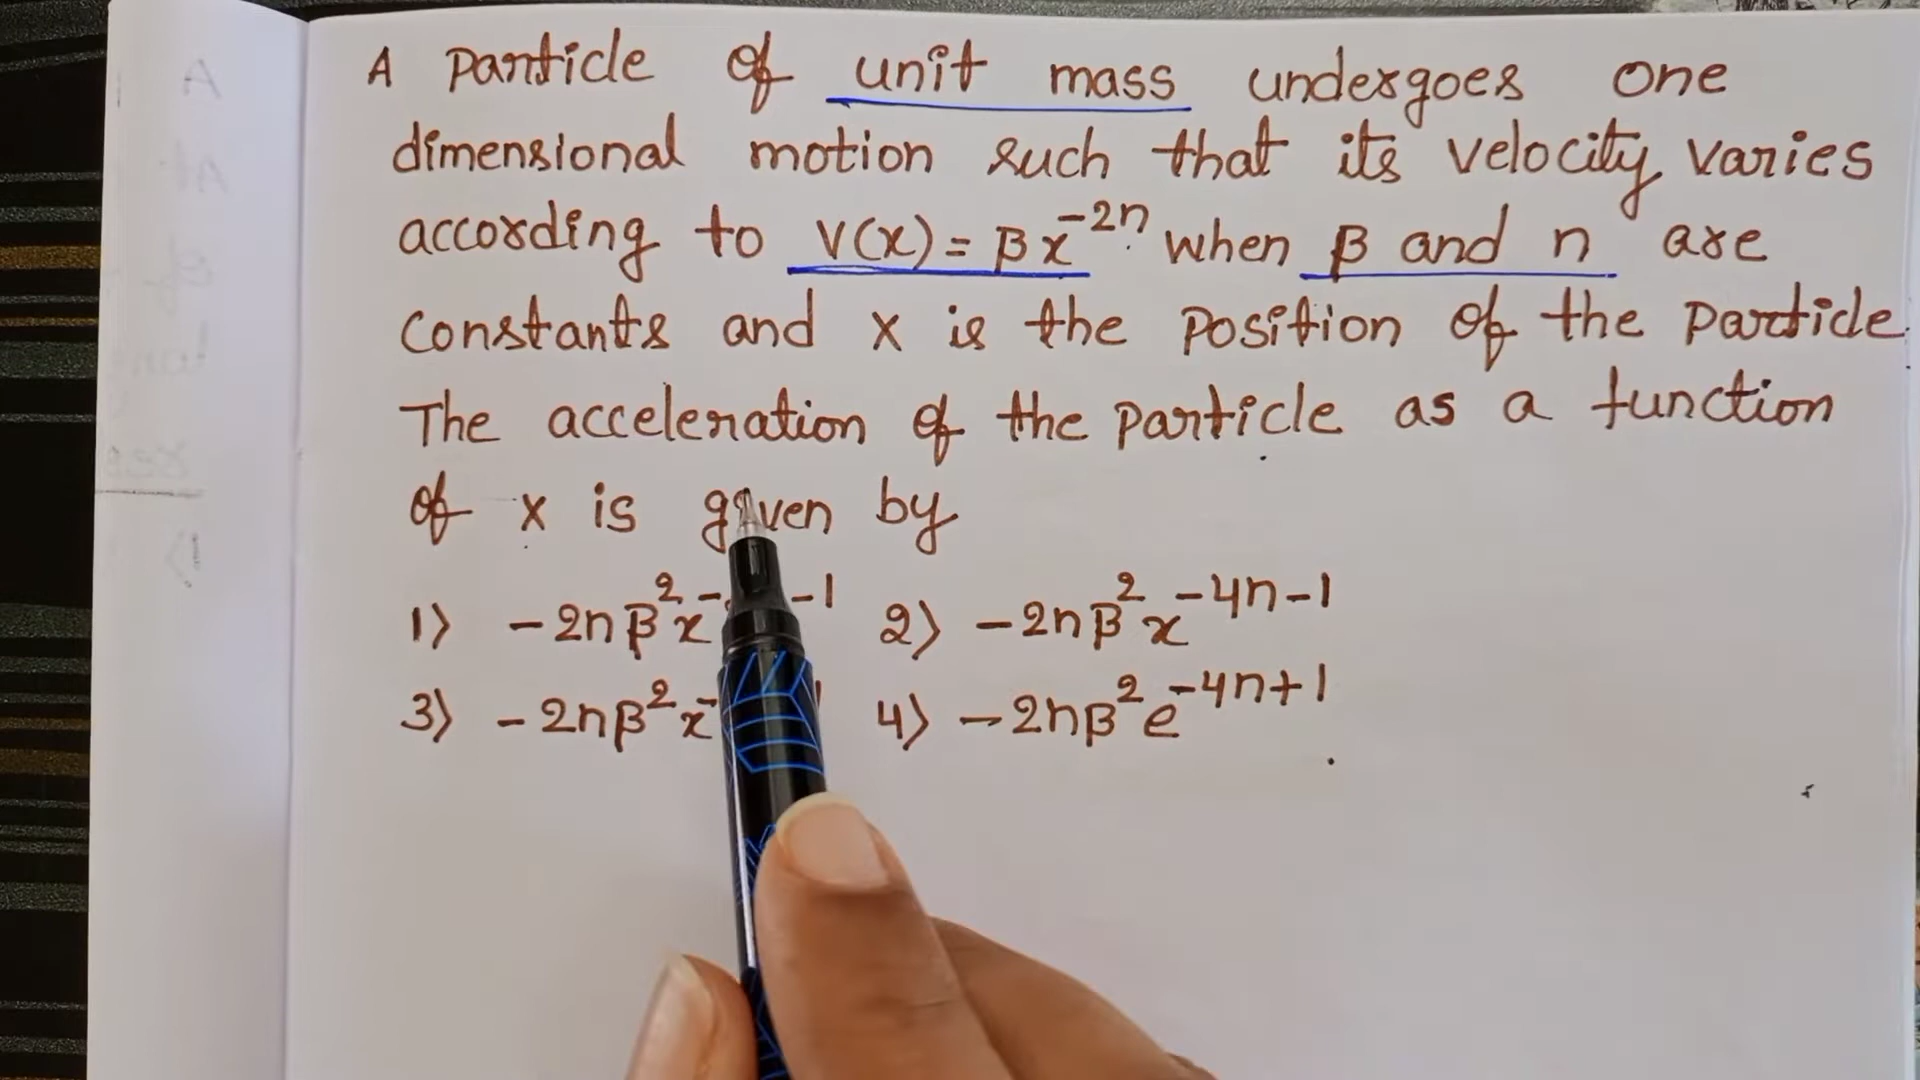 A particle of unit mass undergoes one
dimensional motion such that its velocity varies
according to V(x) = βx⁻²ⁿ when β and n are
constants and x is the position of the particle.
The acceleration of the particle as a function
of x is given by
1) -2nβ²x⁻ ⁻¹ 2) -2nβ²x⁻⁴ⁿ⁻¹
3) -2nβ²x⁻ ¹ 4) -2nβ²e⁻⁴ⁿ⁺¹